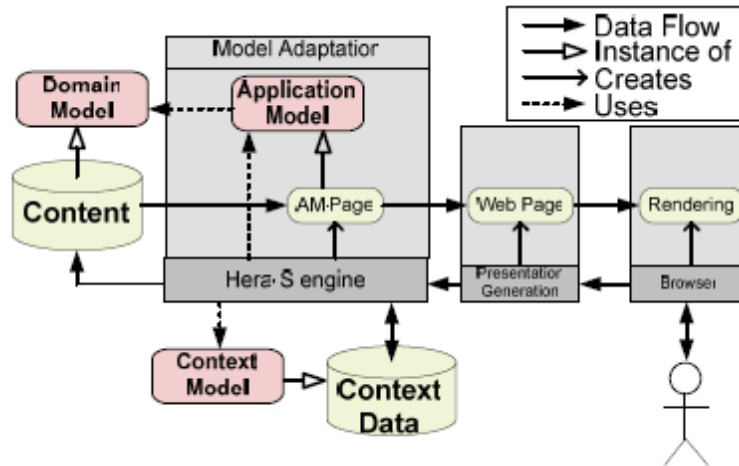 Data Flow
Instance of
Creates
Uses
Model Adaptation
Domain
Model
Application
Model
Content
AM Page
Web Page
Rendering
Hera-S engine
Presentation
Generation
Browser
Context
Model
Context
Data